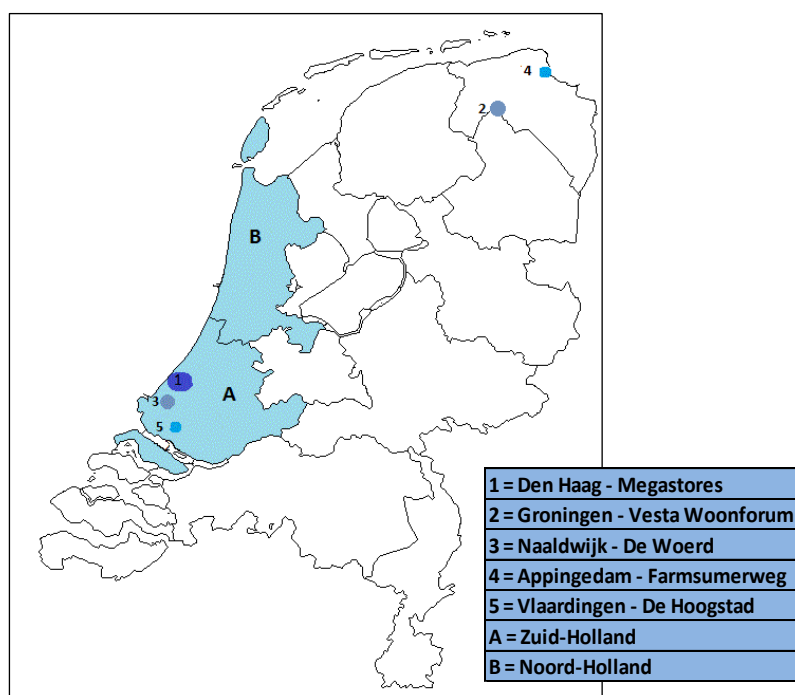 4
2
B
1
3
A
5
1 = Den Haag - Megastores
2 = Groningen - Vesta Woonforum
3 = Naaldwijk - De Woerd
4 = Appingedam - Farmsumerweg
5 = Vlaardingen - De Hoogstad
A = Zuid-Holland
B = Noord-Holland